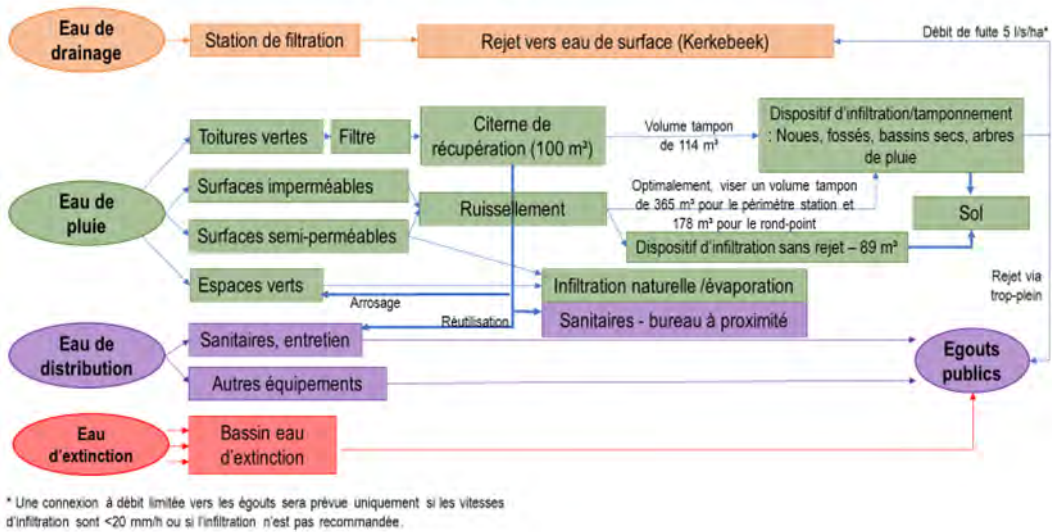 Eau de
drainage
Station de filtration
Rejet vers eau de surface (Kerkebeek)
Débit de fuite 5 l/s/ha*
Eau de
pluie
Toitures vertes
Filtre
Citerne de
récupération (100 m³)
Volume tampon
de 114 m³
Dispositif d'infiltration/tamponnement
: Noues, fossés, bassins secs, arbres
de pluie
Surfaces imperméables
Surfaces semi-perméables
Ruissellement
Optimalement, viser un volume tampon
de 365 m³ pour le périmètre station et
178 m³ pour le rond-point
Sol
Dispositif d'infiltration sans rejet – 89 m³
Espaces verts
Arrosage
Infiltration naturelle /évaporation
Rejet via
trop-plein
Réutilisation
Sanitaires - bureau à proximité
Eau de
distribution
Sanitaires, entretien
Autres équipements
Egouts
publics
Eau
d'extinction
Bassin eau
d'extinction
* Une connexion à débit limitée vers les égouts sera prévue uniquement si les vitesses
d'infiltration sont <20 mm/h ou si l'infiltration n'est pas recommandée.